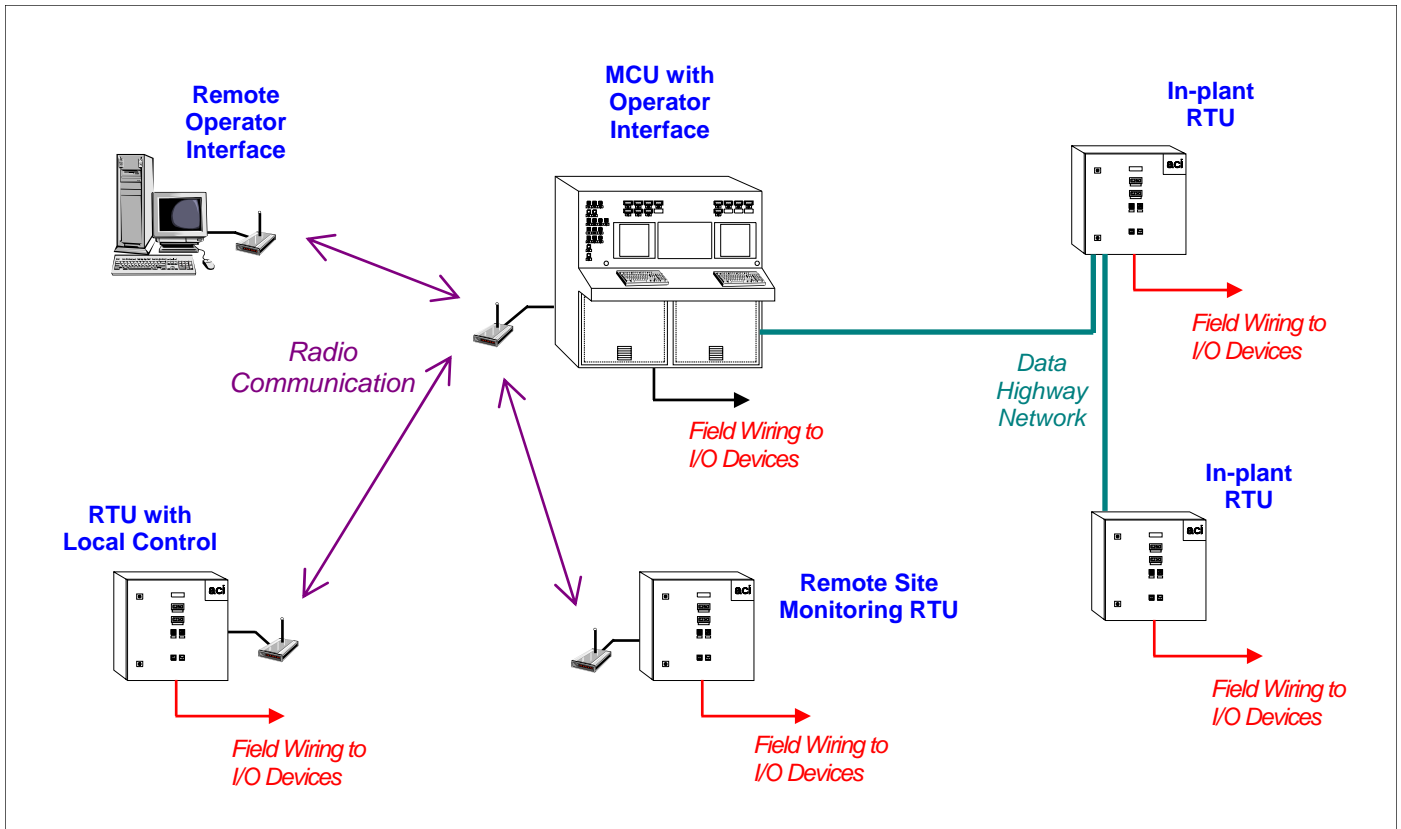 Remote
Operator
Interface
MCU with
Operator
Interface
In-plant
RTU
aci
Field Wiring to
I/O Devices
Radio
Communication
Data
Highway
Network
Field Wiring to
I/O Devices
In-plant
RTU
aci
Field Wiring to
I/O Devices
RTU with
Local Control
aci
Field Wiring to
I/O Devices
Remote Site
Monitoring RTU
aci
Field Wiring to
I/O Devices